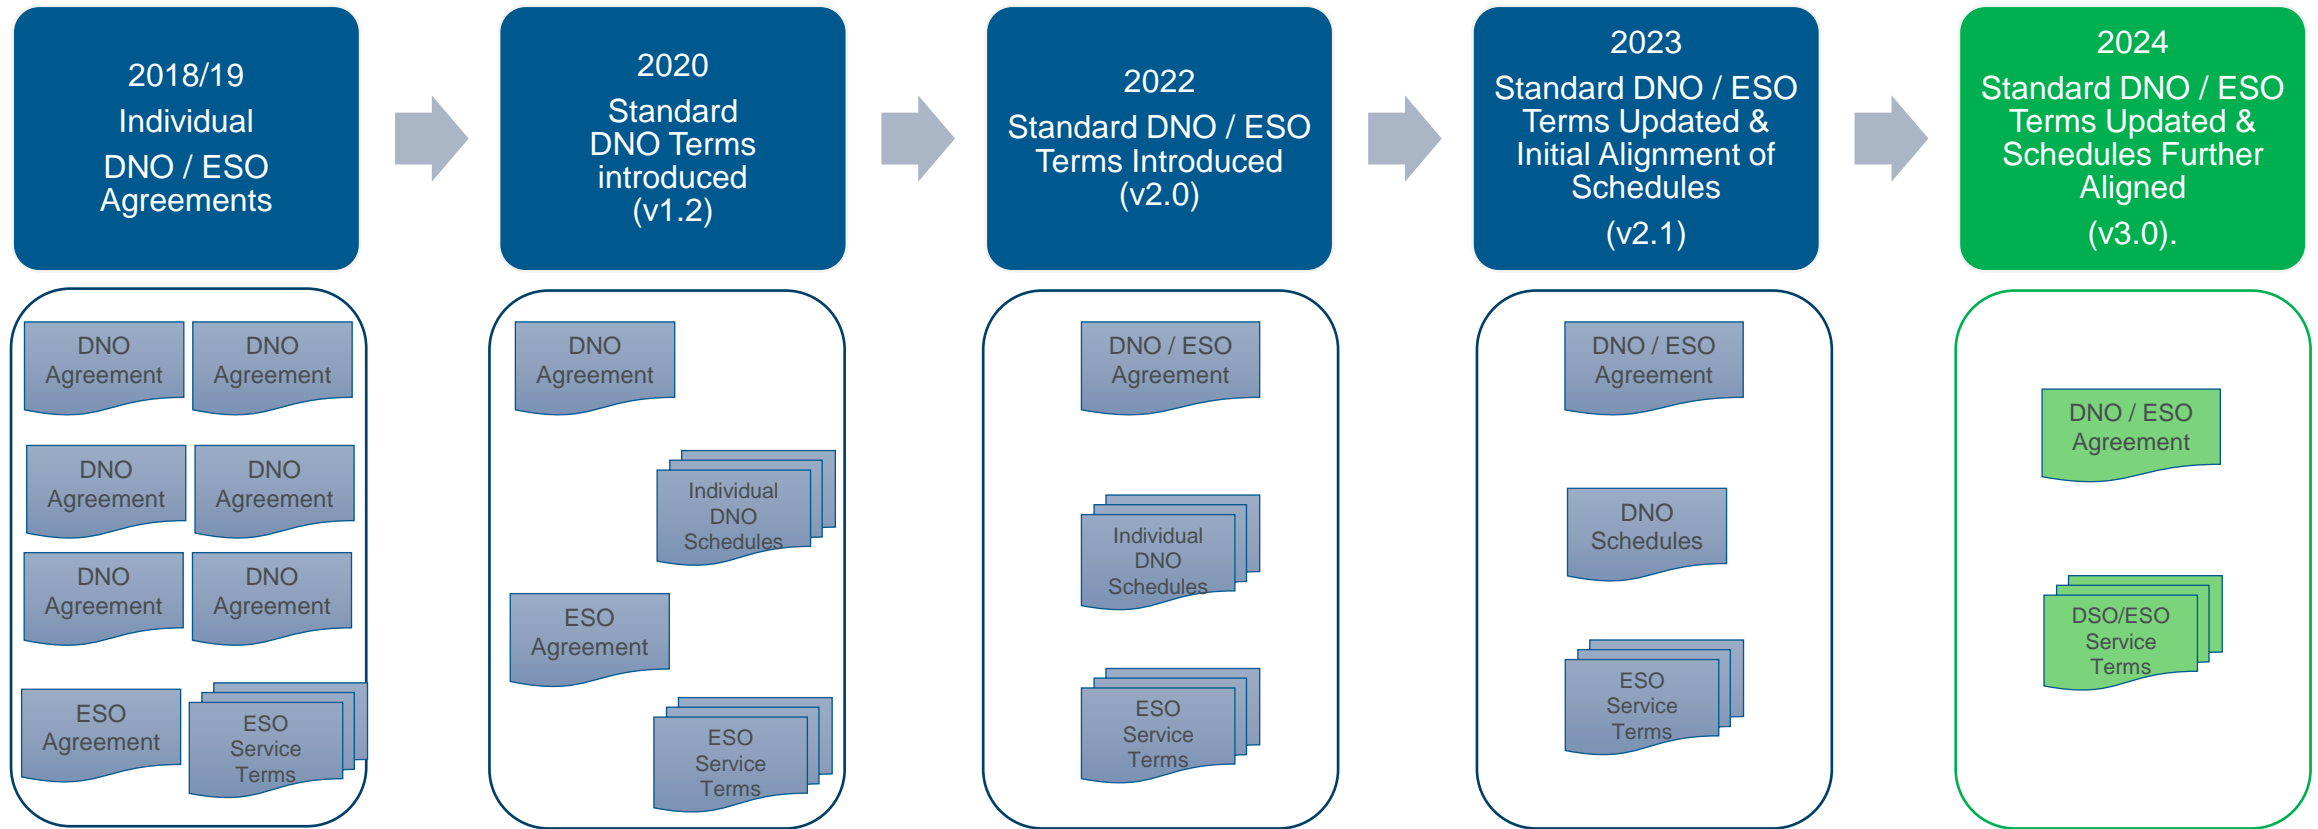 2018/19
Individual
DNO / ESO
Agreements
2020
Standard
DNO Terms
introduced
(v1.2)
2022
Standard DNO / ESO
Terms Introduced
(v2.0)
2023
Standard DNO / ESO
Terms Updated &
Initial Alignment of
Schedules
(v2.1)
2024
Standard DNO / ESO
Terms Updated &
Schedules Further
Aligned
(v3.0).
DNO
Agreement
DNO
Agreement
DNO
Agreement
DNO
Agreement
DNO
Agreement
DNO
Agreement
ESO
Agreement
ESO
Service
Terms
DNO
Agreement
Individual
DNO
Schedules
ESO
Agreement
ESO
Service
Terms
DNO / ESO
Agreement
Individual
DNO
Schedules
ESO
Service
Terms
DNO / ESO
Agreement
DNO
Schedules
ESO
Service
Terms
DNO / ESO
Agreement
DSO/ESO
Service
Terms